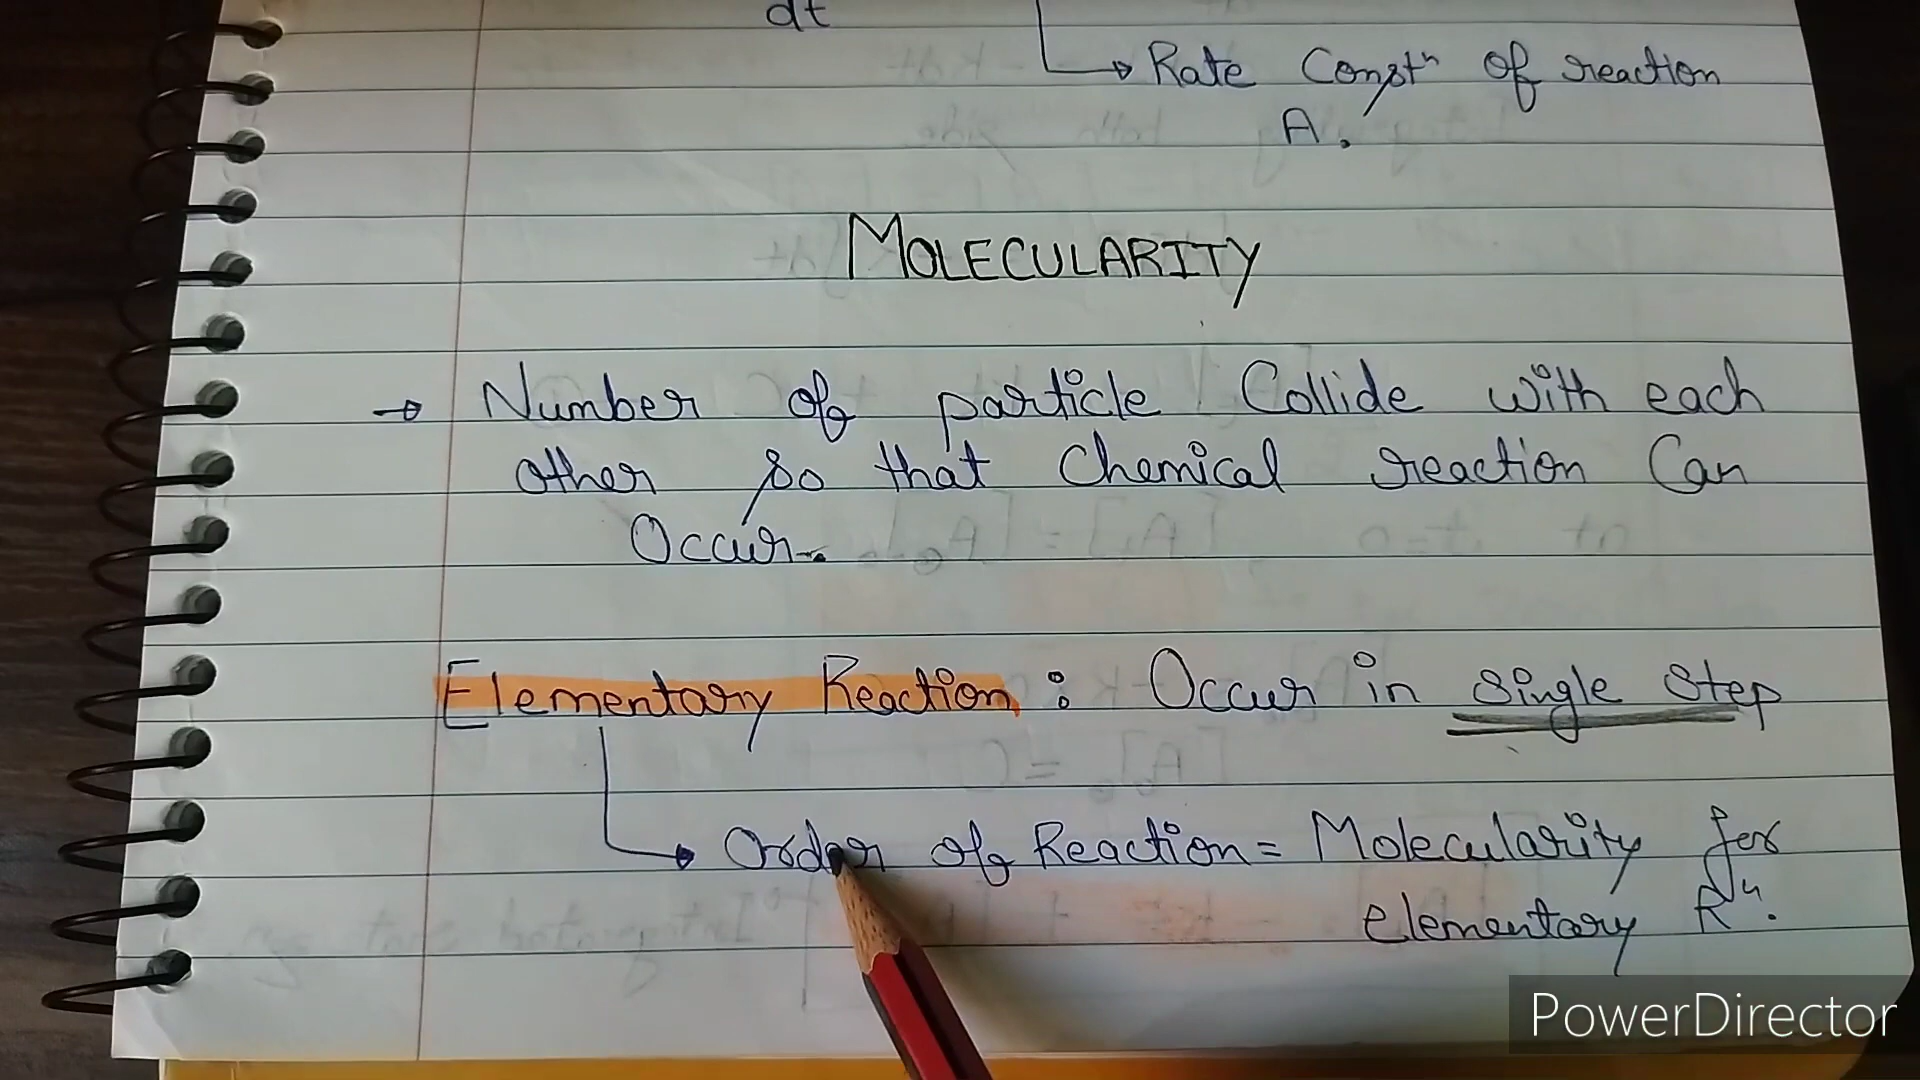 dt
→ Rate Constⁿ Of reaction
A.
MOLECULARITY
→ Number of particle Collide with each
other so that Chemical reaction Can
Occur.
Elementary Reaction : Occur in single step
→ Order of Reaction = Molecularity for
elementary Rⁿ.
PowerDirector